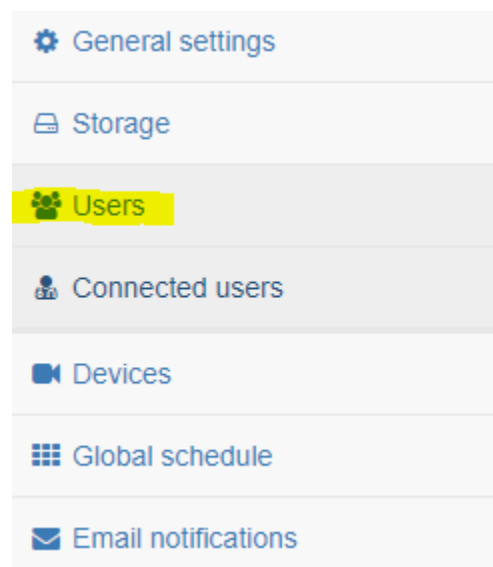 General settings
Storage
Users
Connected users
Devices
Global schedule
Email notifications